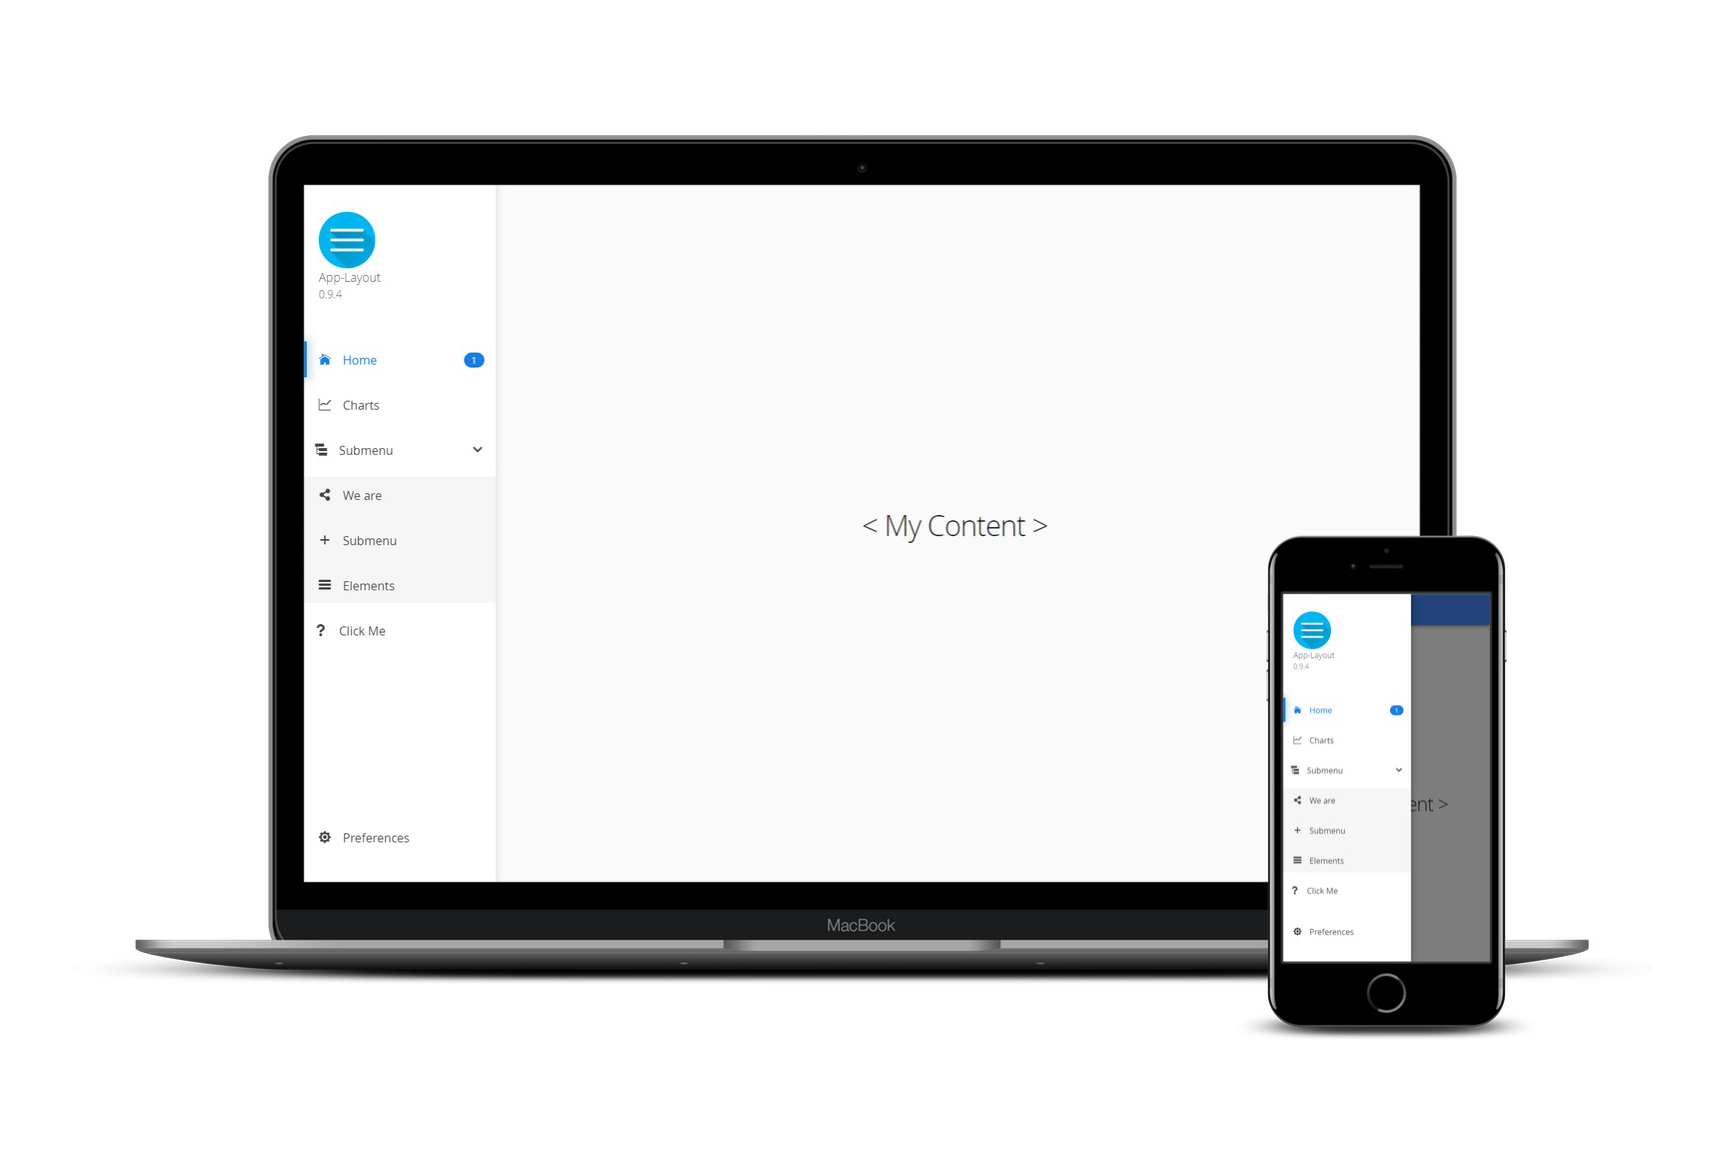 App-Layout
0.9.4
Home 1
Charts
Submenu
We are
Submenu
Elements
Click Me
Preferences
< My Content >
MacBook
App-Layout
0.9.4
Home 1
Charts
Submenu
We are
Submenu
Elements
Click Me
Preferences
ent >